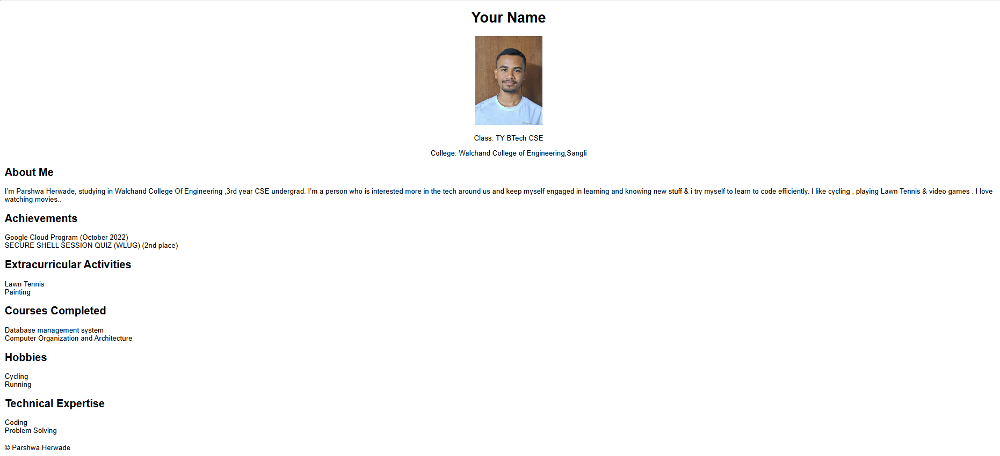 Your Name
Class: TY BTech CSE
College: Walchand College of Engineering,Sangli
About Me
I’m Parshwa Herwade, studying in Walchand College Of Engineering ,3rd year CSE undergrad. I’m a person who is interested more in the tech around us and keep myself engaged in learning and knowing new stuff & i try myself to learn to code efficiently. I like cycling , playing Lawn Tennis & video games . I love
watching movies..
Achievements
Google Cloud Program (October 2022)
SECURE SHELL SESSION QUIZ (WLUG) (2nd place)
Extracurricular Activities
Lawn Tennis
Painting
Courses Completed
Database management system
Computer Organization and Architecture
Hobbies
Cycling
Running
Technical Expertise
Coding
Problem Solving
© Parshwa Herwade